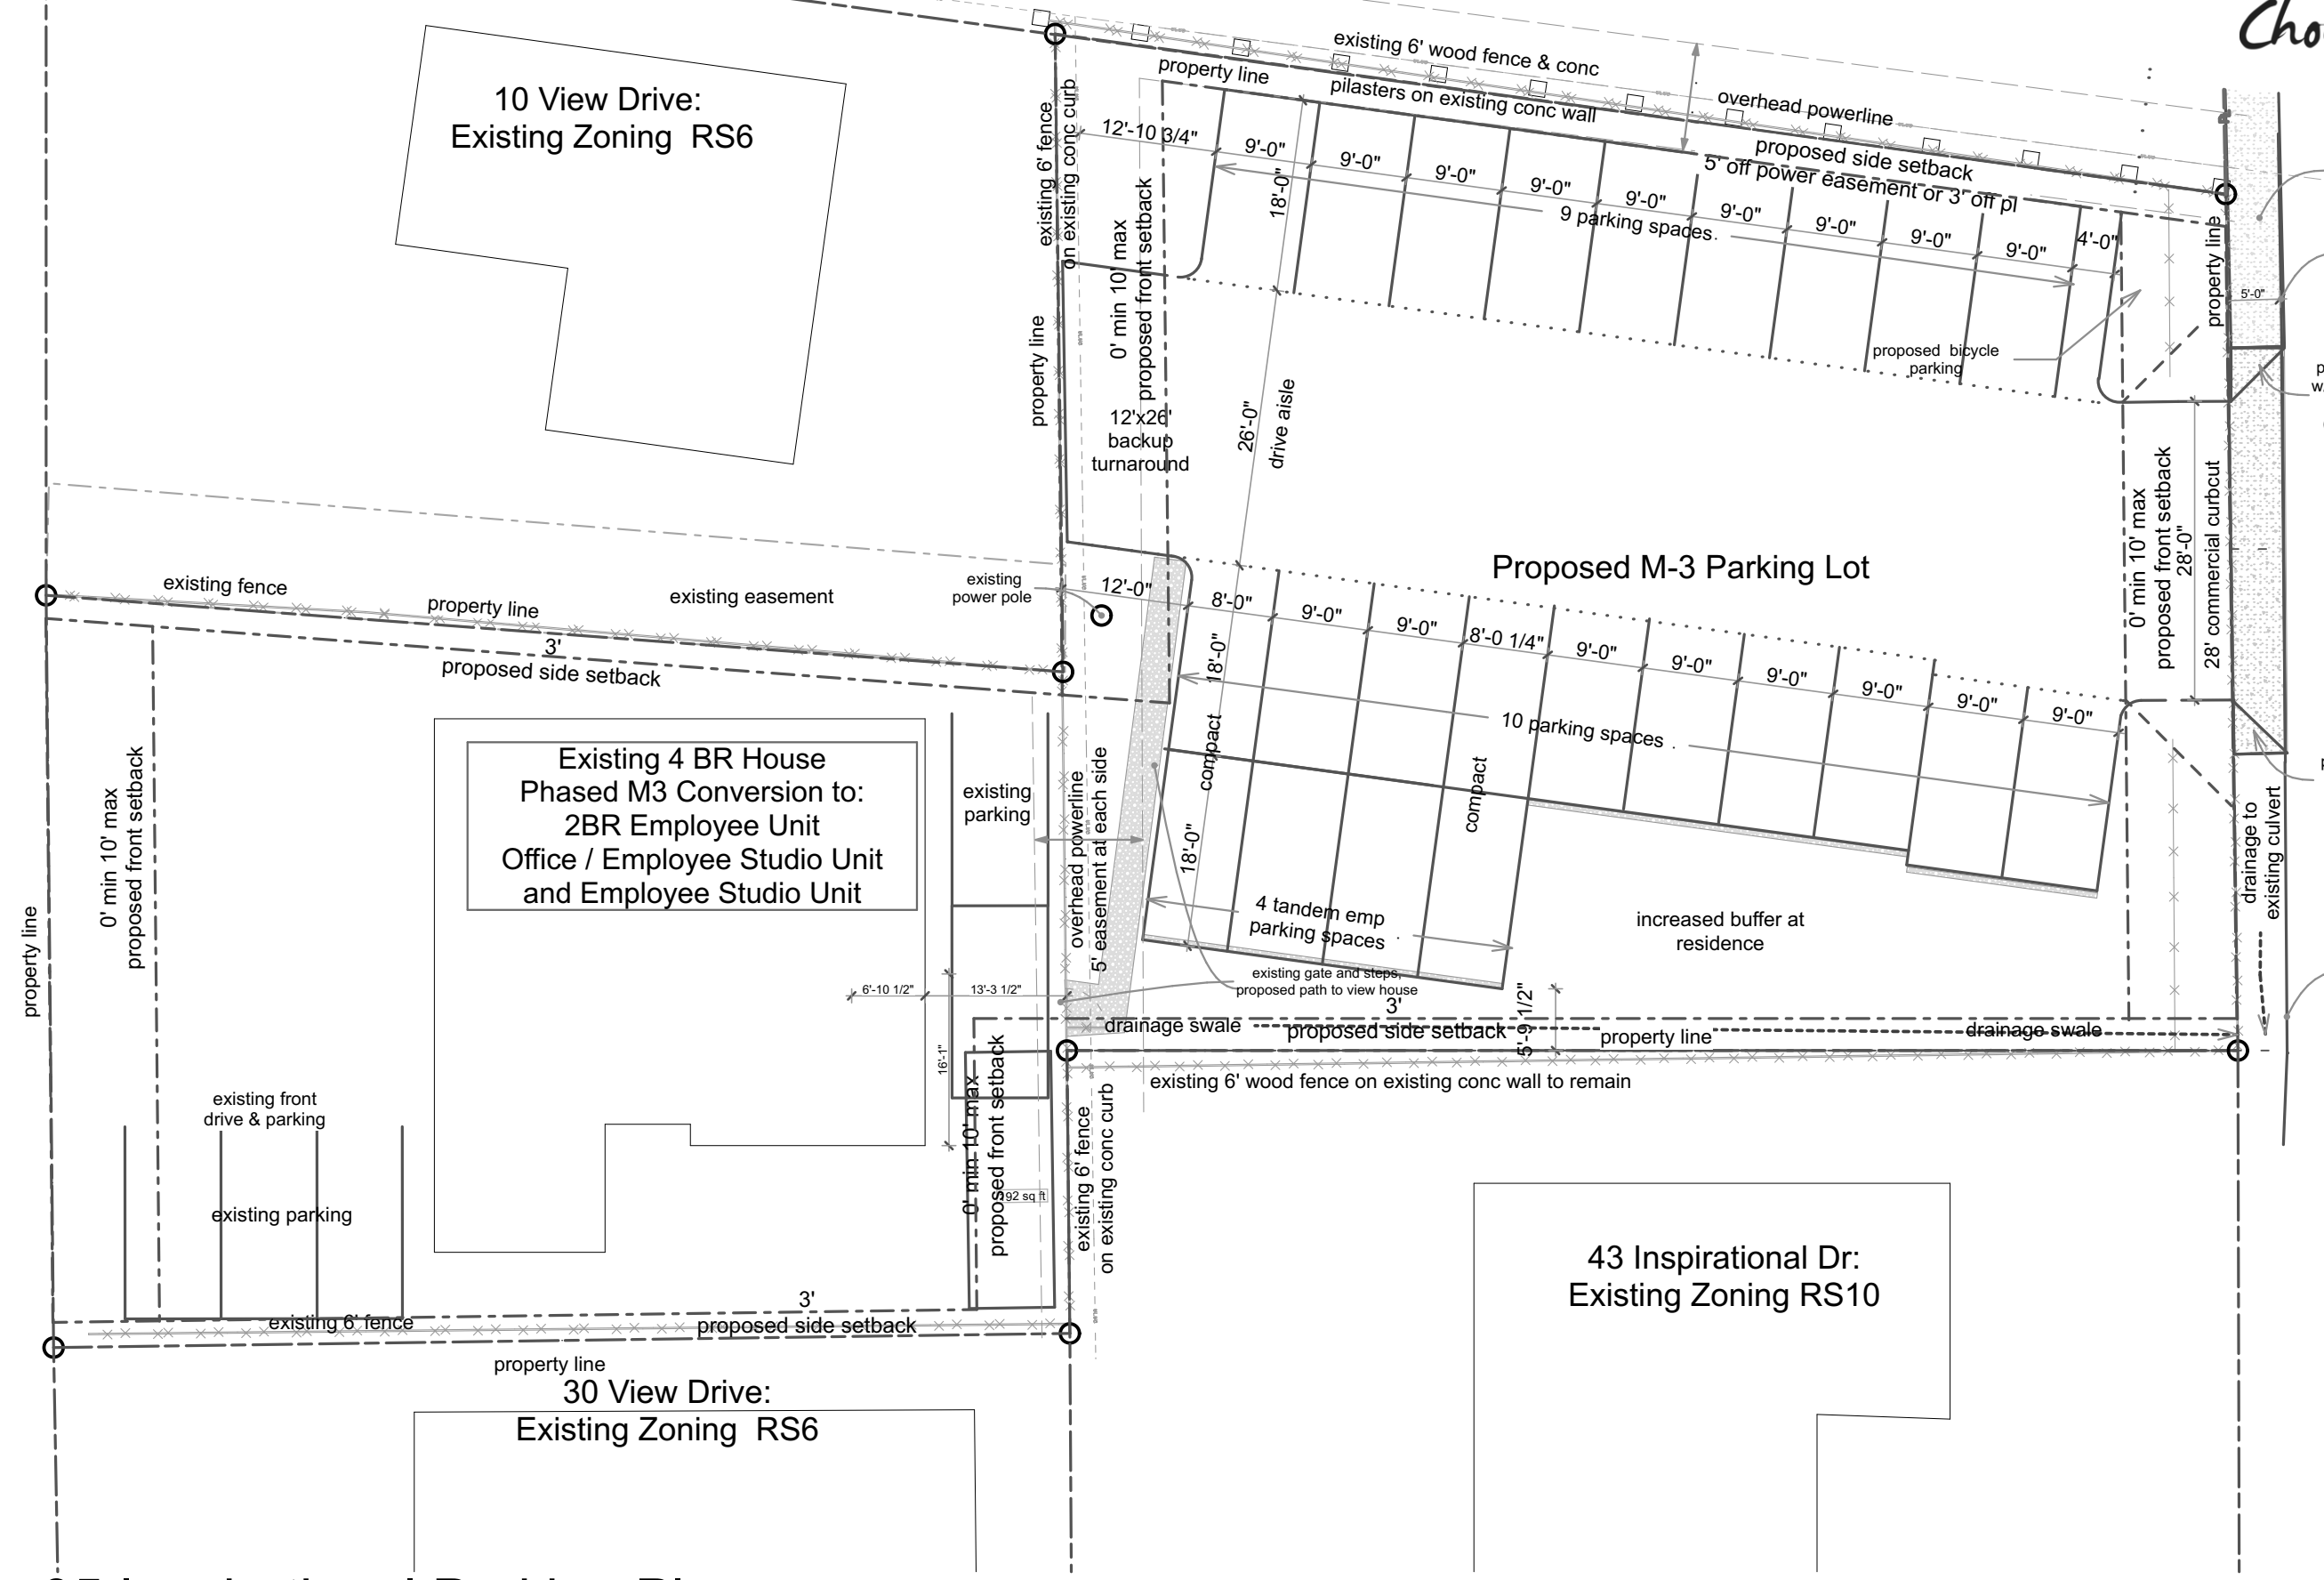 Cho
existing 6' wood fence & conc
property line
pilasters on existing conc wall
overhead powerline
proposed side setback
5' off power easement or 3' off pl
10 View Drive:
Existing Zoning RS6
existing 6' fence
on existing conc curb
12'-10 3/4"
9'-0"
9'-0"
9'-0"
9'-0"
9'-0"
9'-0"
9'-0"
9'-0"
9'-0"
4'-0"
18'-0"
9 parking spaces
0' min 10' max
proposed front setback
property line
property line
5'-0"
proposed bicycle
parking
12'x26'
backup
turnaround
26'-0"
drive aisle
Proposed M-3 Parking Lot
0' min 10' max
proposed front setback
28'-0"
28' commercial curbcut
existing fence
property line
existing easement
existing
power pole
3'
proposed side setback
12'-0"
8'-0"
9'-0"
9'-0"
8'-0 1/4"
9'-0"
9'-0"
9'-0"
9'-0"
9'-0"
9'-0"
18'-0"
compact
10 parking spaces
compact
18'-0"
0' min 10' max
proposed front setback
Existing 4 BR House
Phased M3 Conversion to:
2BR Employee Unit
Office / Employee Studio Unit
and Employee Studio Unit
existing
parking
overhead powerline
5' easement at each side
4 tandem emp
parking spaces
increased buffer at
residence
drainage to
existing culvert
property line
6'-10 1/2"
13'-3 1/2"
existing gate and steps,
proposed path to view house
3'
5'-9 1/2"
drainage swale
proposed side setback
property line
drainage swale
16'-1"
existing 6' wood fence on existing conc wall to remain
0' min 10' max
proposed front setback
existing 6' fence
on existing conc curb
existing front
drive & parking
existing parking
92 sq ft
43 Inspirational Dr:
Existing Zoning RS10
3'
existing 6' fence
proposed side setback
property line
30 View Drive:
Existing Zoning RS6